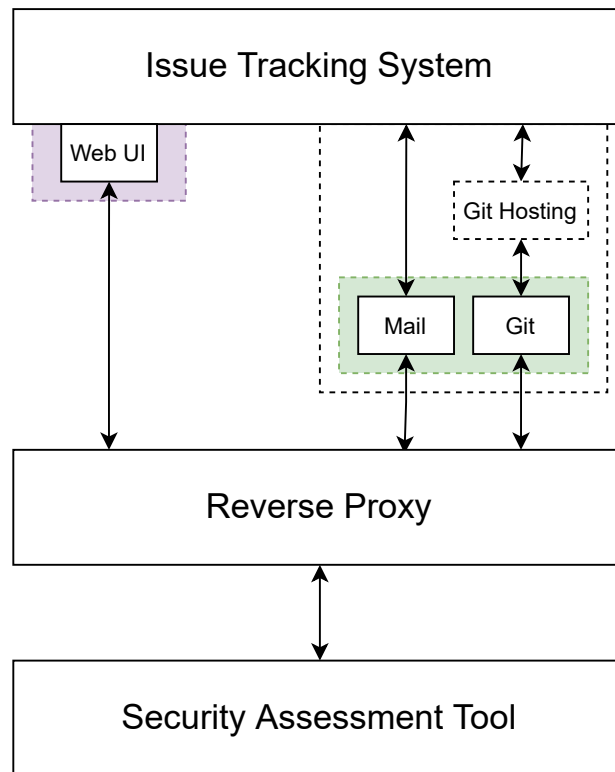 Issue Tracking System
Web UI
Git Hosting
Mail
Git
Reverse Proxy
Security Assessment Tool